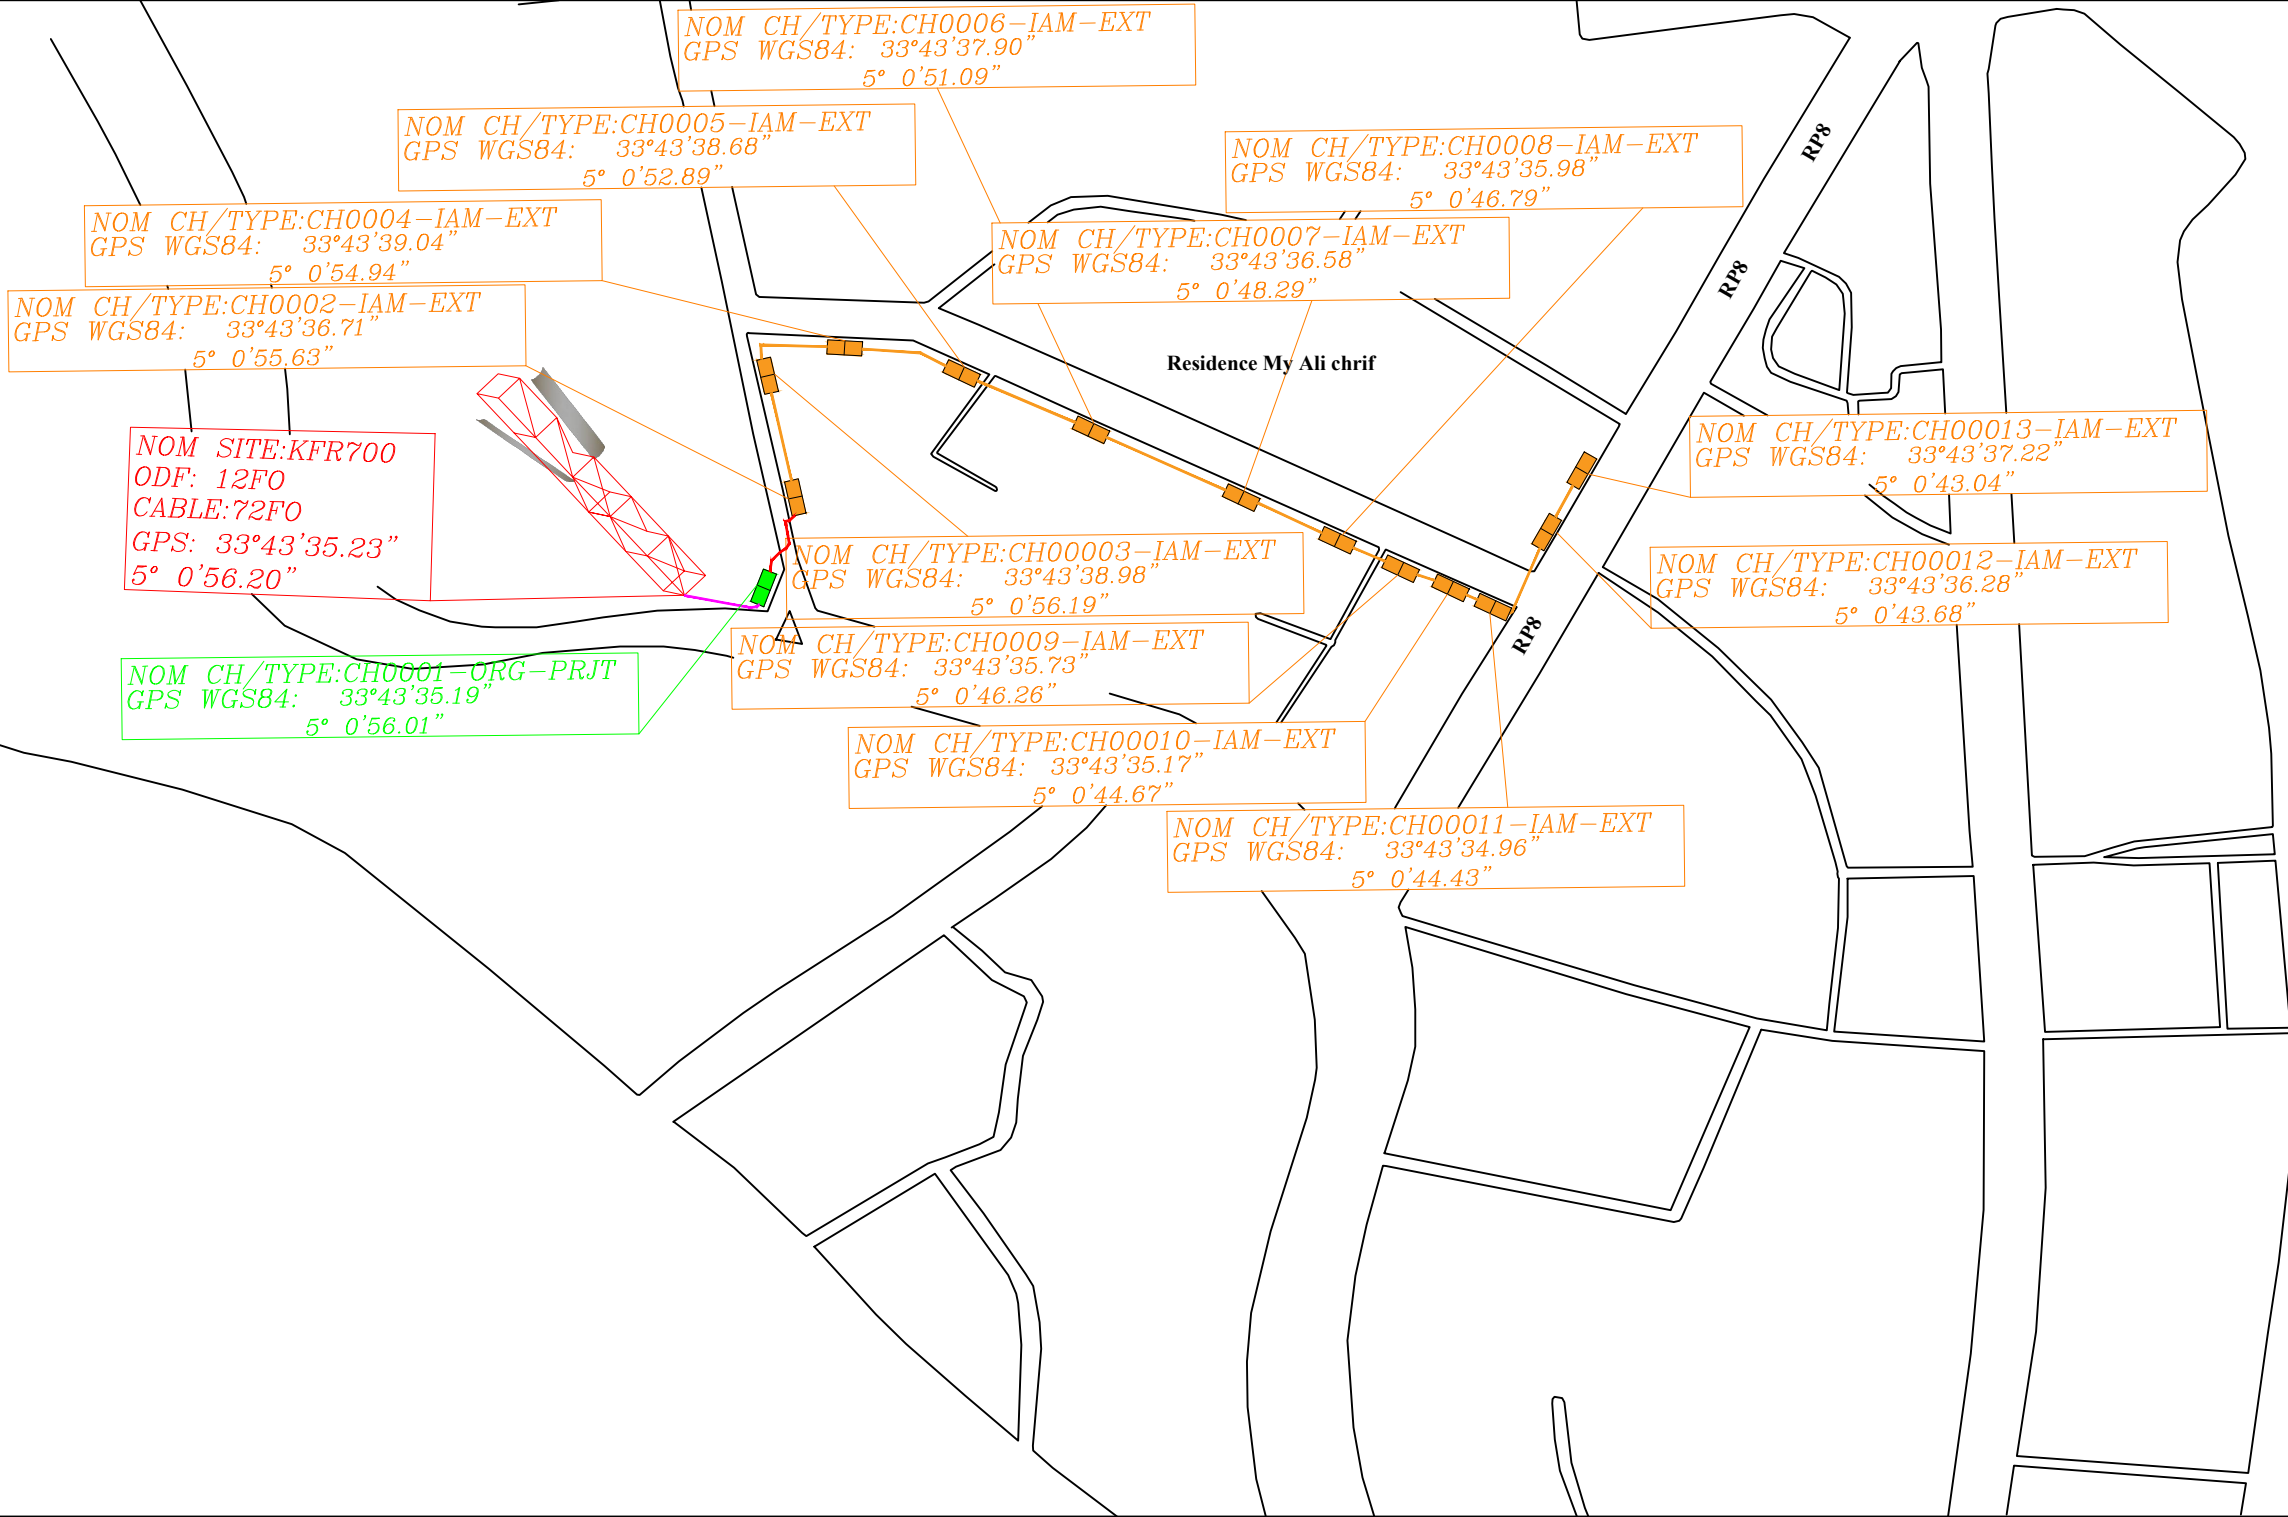 NOM CH/TYPE:CH0006-IAM-EXT
GPS WGS84: 33°43'37.90"
5° 0'51.09"
NOM CH/TYPE:CH0005-IAM-EXT
GPS WGS84: 33°43'38.68"
5° 0'52.89"
NOM CH/TYPE:CH0008-IAM-EXT
GPS WGS84: 33°43'35.98"
5° 0'46.79"
RP8
NOM CH/TYPE:CH0004-IAM-EXT
GPS WGS84: 33°43'39.04"
5° 0'54.94"
NOM CH/TYPE:CH0007-IAM-EXT
GPS WGS84: 33°43'36.58"
5° 0'48.29"
RP8
NOM CH/TYPE:CH0002-IAM-EXT
GPS WGS84: 33°43'36.71"
5° 0'55.63"
Residence My Ali chrif
NOM SITE:KFR700
ODF: 12FO
CABLE:72FO
GPS: 33°43'35.23"
5° 0'56.20"
NOM CH/TYPE:CH00013-IAM-EXT
GPS WGS84: 33°43'37.22"
5° 0'43.04"
NOM CH/TYPE:CH00003-IAM-EXT
GPS WGS84: 33°43'38.98"
5° 0'56.19"
NOM CH/TYPE:CH00012-IAM-EXT
GPS WGS84: 33°43'36.28"
5° 0'43.68"
RP8
NOM CH/TYPE:CH0009-IAM-EXT
GPS WGS84: 33°43'35.73"
5° 0'46.26"
NOM CH/TYPE:CH0001-ORG-PRJT
GPS WGS84: 33°43'35.19"
5° 0'56.01"
NOM CH/TYPE:CH00010-IAM-EXT
GPS WGS84: 33°43'35.17"
5° 0'44.67"
NOM CH/TYPE:CH00011-IAM-EXT
GPS WGS84: 33°43'34.96"
5° 0'44.43"